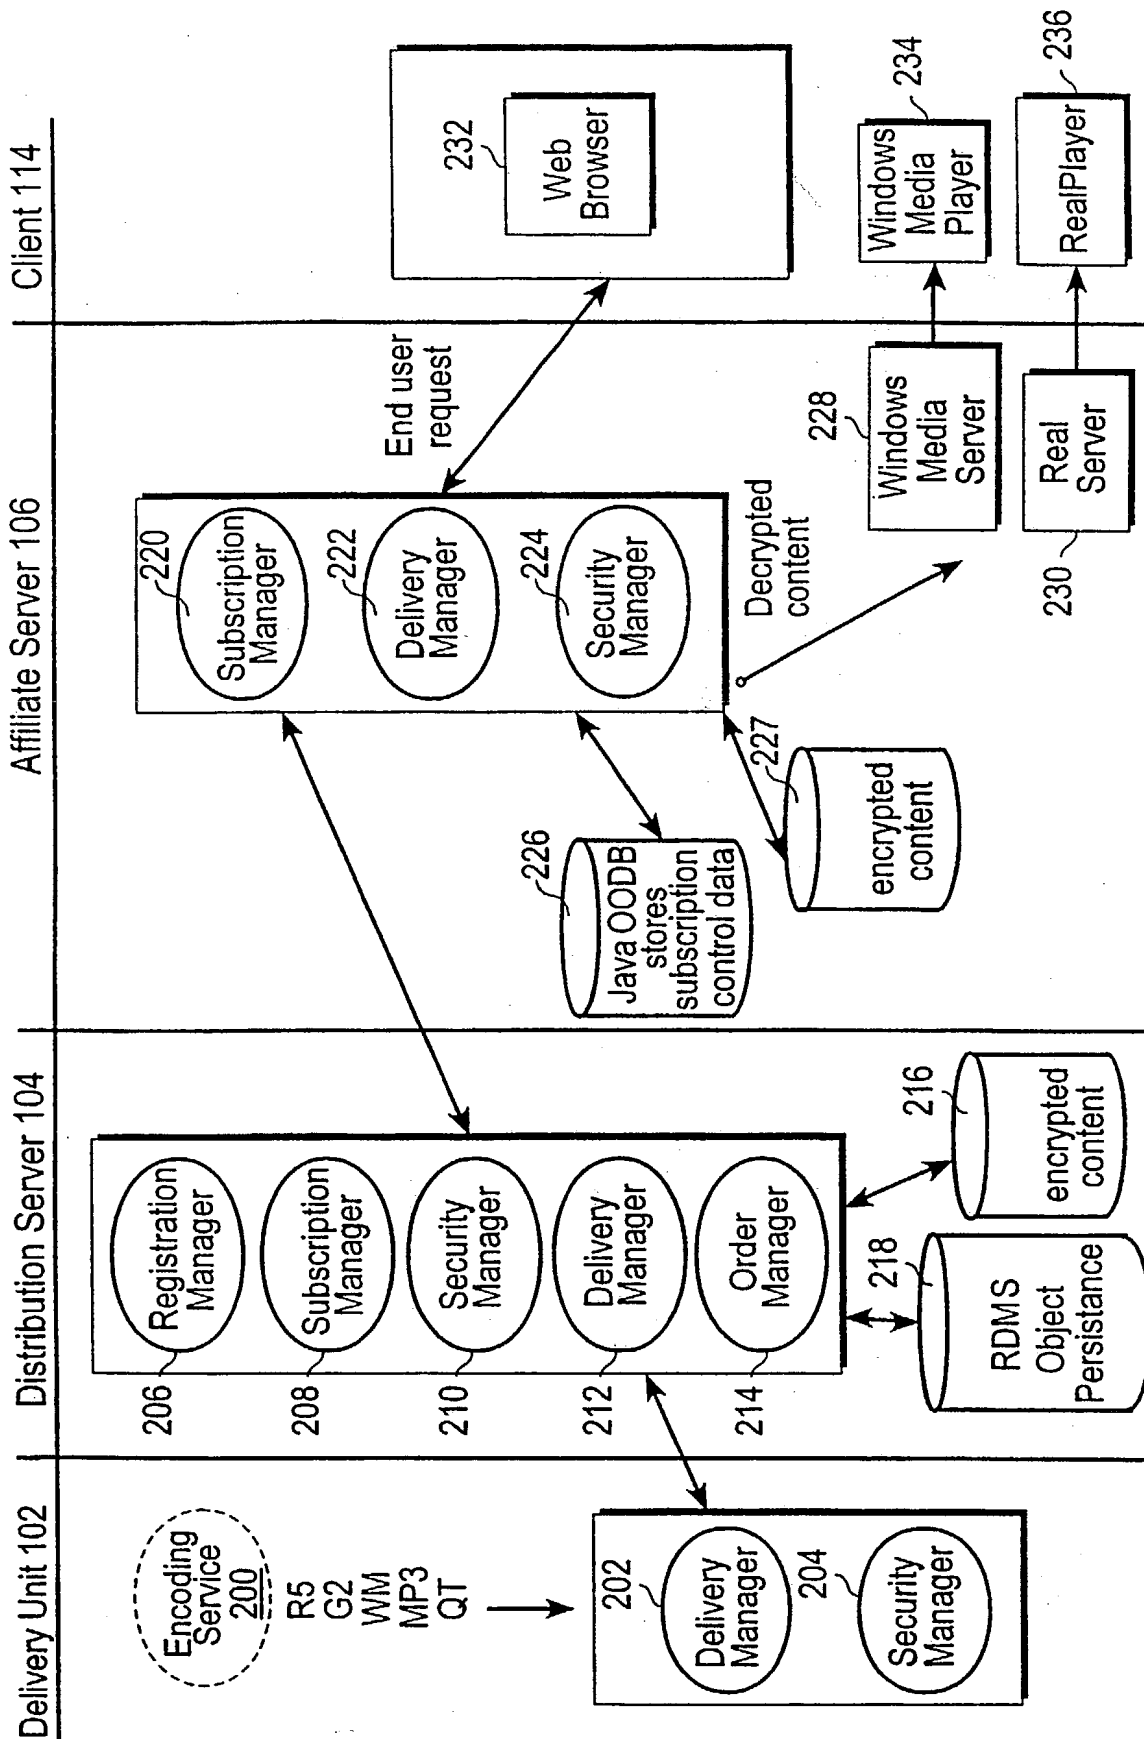 Delivery Unit 102
Distribution Server 104
Affiliate Server 106
Client 114
Encoding
Service
200
R5
G2
WM
MP3
QT
202
Delivery
Manager
204
Security
Manager
206
Registration
Manager
208
Subscription
Manager
210
Security
Manager
212
Delivery
Manager
214
Order
Manager
216
encrypted
content
218
RDMS
Object
Persistance
220
Subscription
Manager
222
Delivery
Manager
224
Security
Manager
226
Java OODB
stores
subscription
control data
227
encrypted
content
End user
request
Decrypted
content
228
Windows
Media
Server
230
Real
Server
232
Web
Browser
234
Windows
Media
Player
236
RealPlayer